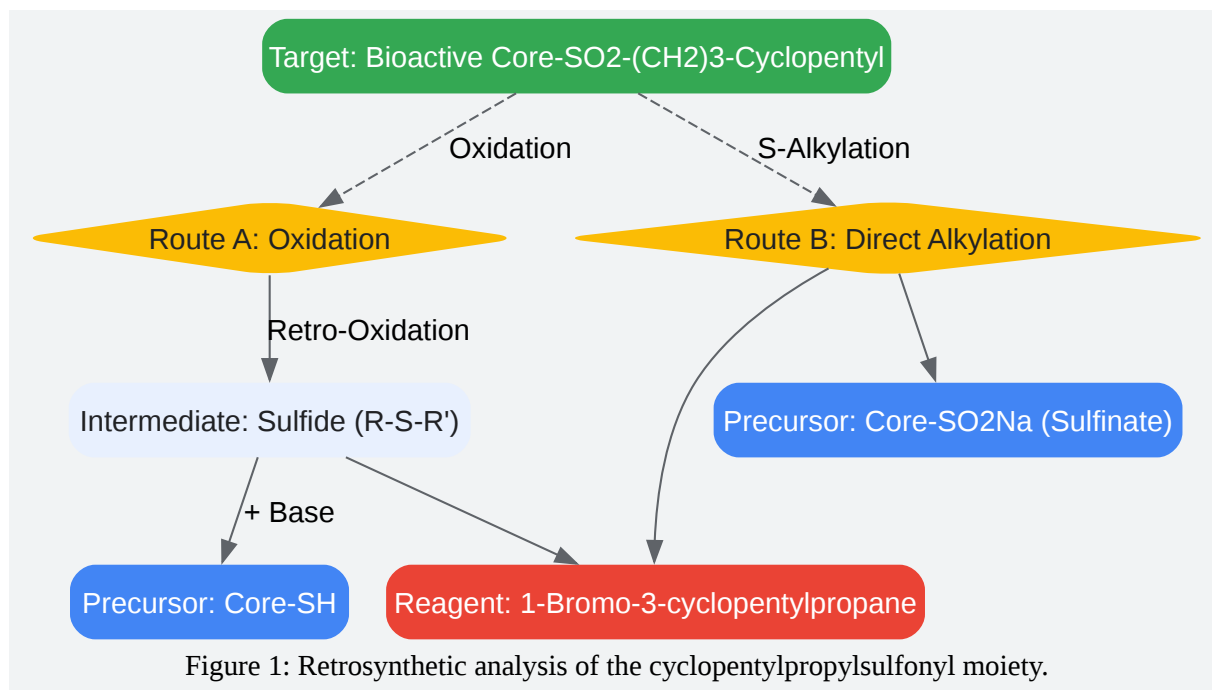 Target: Bioactive Core-SO2-(CH2)3-Cyclopentyl
Oxidation
S-Alkylation
Route A: Oxidation
Route B: Direct Alkylation
Retro-Oxidation
Intermediate: Sulfide (R-S-R')
Precursor: Core-SO2Na (Sulfinate)
+ Base
Precursor: Core-SH
Reagent: 1-Bromo-3-cyclopentylpropane
Figure 1: Retrosynthetic analysis of the cyclopentylpropylsulfonyl moiety.